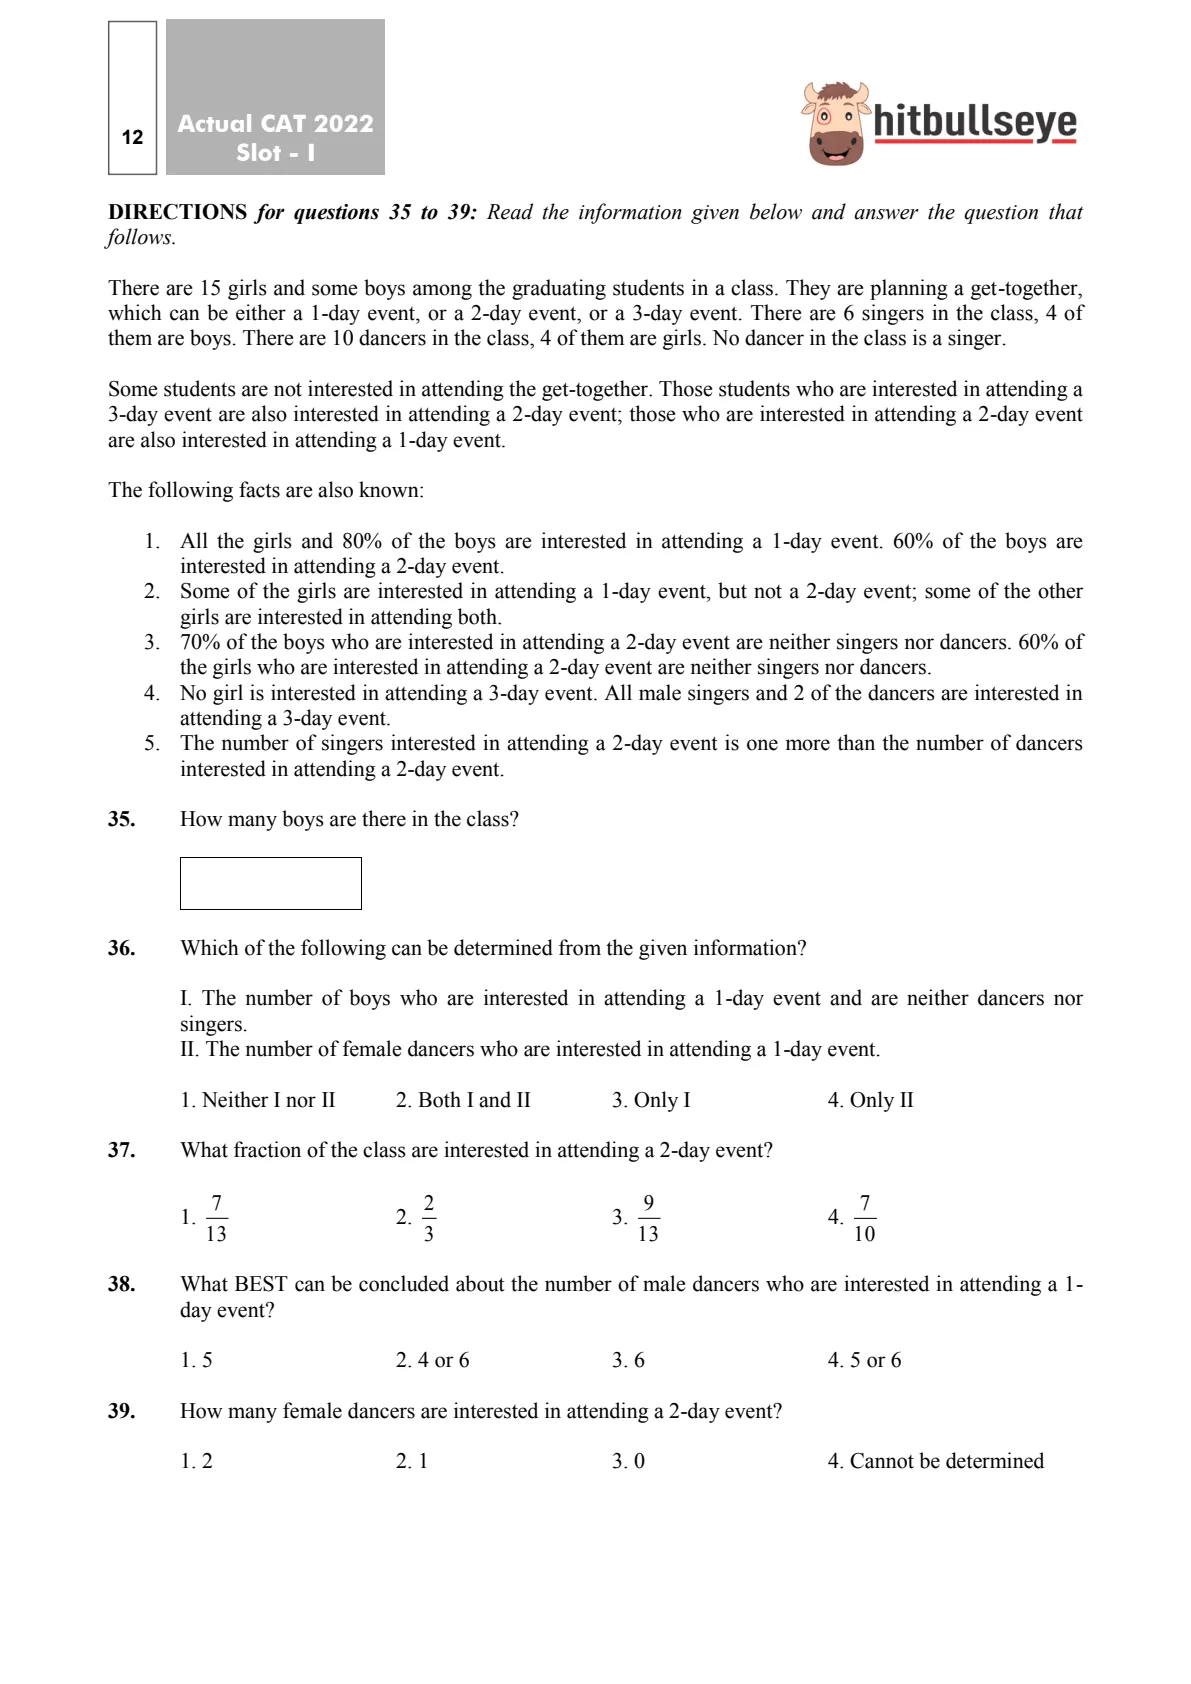 12
Actual CAT 2022
Slot - I
hitbullseye
DIRECTIONS for questions 35 to 39: Read the information given below and answer the question that
follows.
There are 15 girls and some boys among the graduating students in a class. They are planning a get-together,
which can be either a 1-day event, or a 2-day event, or a 3-day event. There are 6 singers in the class, 4 of
them are boys. There are 10 dancers in the class, 4 of them are girls. No dancer in the class is a singer.
Some students are not interested in attending the get-together. Those students who are interested in attending a
3-day event are also interested in attending a 2-day event; those who are interested in attending a 2-day event
are also interested in attending a 1-day event.
The following facts are also known:
1. All the girls and 80% of the boys are interested in attending a 1-day event. 60% of the boys are
interested in attending a 2-day event.
2. Some of the girls are interested in attending a 1-day event, but not a 2-day event; some of the other
girls are interested in attending both.
3. 70% of the boys who are interested in attending a 2-day event are neither singers nor dancers. 60% of
the girls who are interested in attending a 2-day event are neither singers nor dancers.
4. No girl is interested in attending a 3-day event. All male singers and 2 of the dancers are interested in
attending a 3-day event.
5. The number of singers interested in attending a 2-day event is one more than the number of dancers
interested in attending a 2-day event.
35. How many boys are there in the class?
36. Which of the following can be determined from the given information?
I. The number of boys who are interested in attending a 1-day event and are neither dancers nor
singers.
II. The number of female dancers who are interested in attending a 1-day event.
1. Neither I nor II 2. Both I and II 3. Only I 4. Only II
37. What fraction of the class are interested in attending a 2-day event?
1. 7/13 2. 2/3 3. 9/13 4. 7/10
38. What BEST can be concluded about the number of male dancers who are interested in attending a 1-
day event?
1. 5 2. 4 or 6 3. 6 4. 5 or 6
39. How many female dancers are interested in attending a 2-day event?
1. 2 2. 1 3. 0 4. Cannot be determined